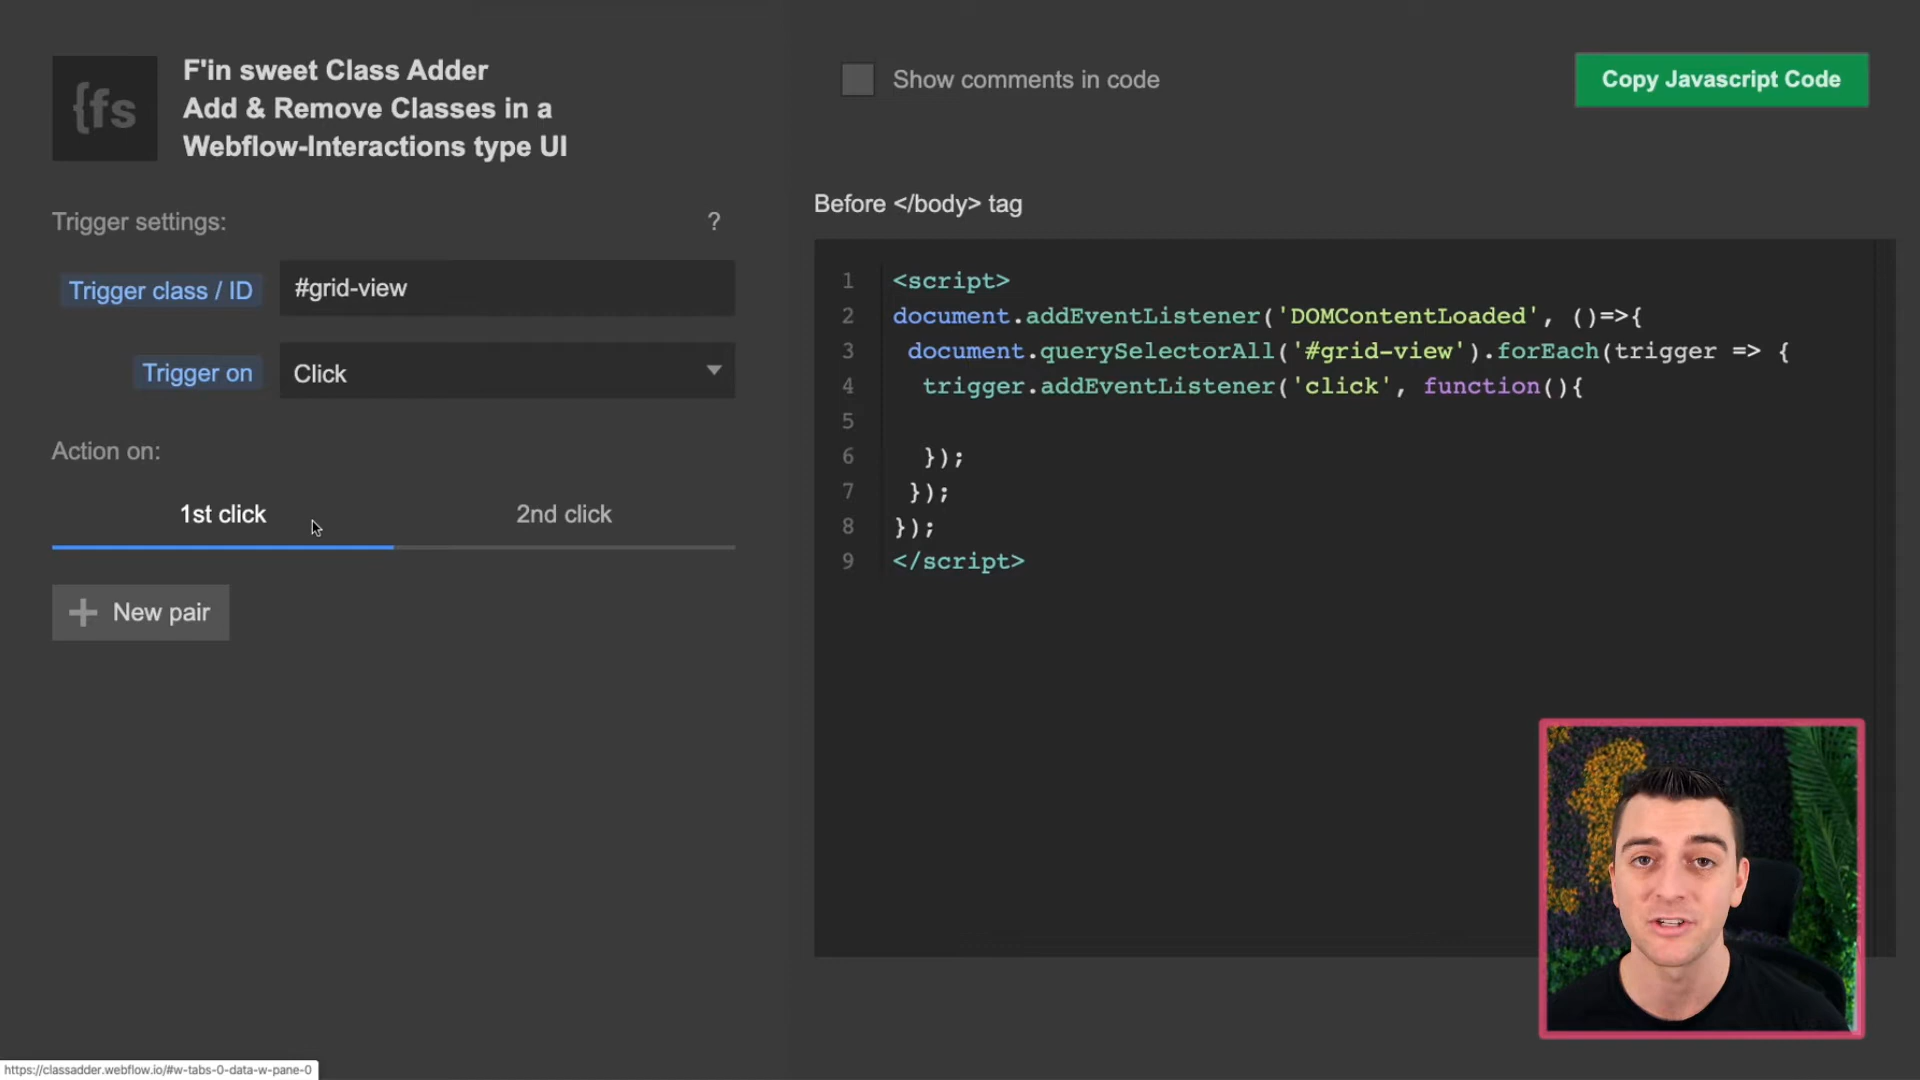 {fs
F'in sweet Class Adder
Add & Remove Classes in a
Webflow-Interactions type UI
Show comments in code
Copy Javascript Code
Trigger settings:
?
Trigger class / ID
#grid-view
Trigger on
Click
Action on:
1st click
2nd click
New pair
Before </body> tag
1 <script>
2 document.addEventListener('DOMContentLoaded', ()=>{
3 document.querySelectorAll('#grid-view').forEach(trigger => {
4 trigger.addEventListener('click', function(){
5
6 });
7 });
8 });
9 </script>
https://classadder.webflow.io/#w-tabs-0-data-w-pane-0